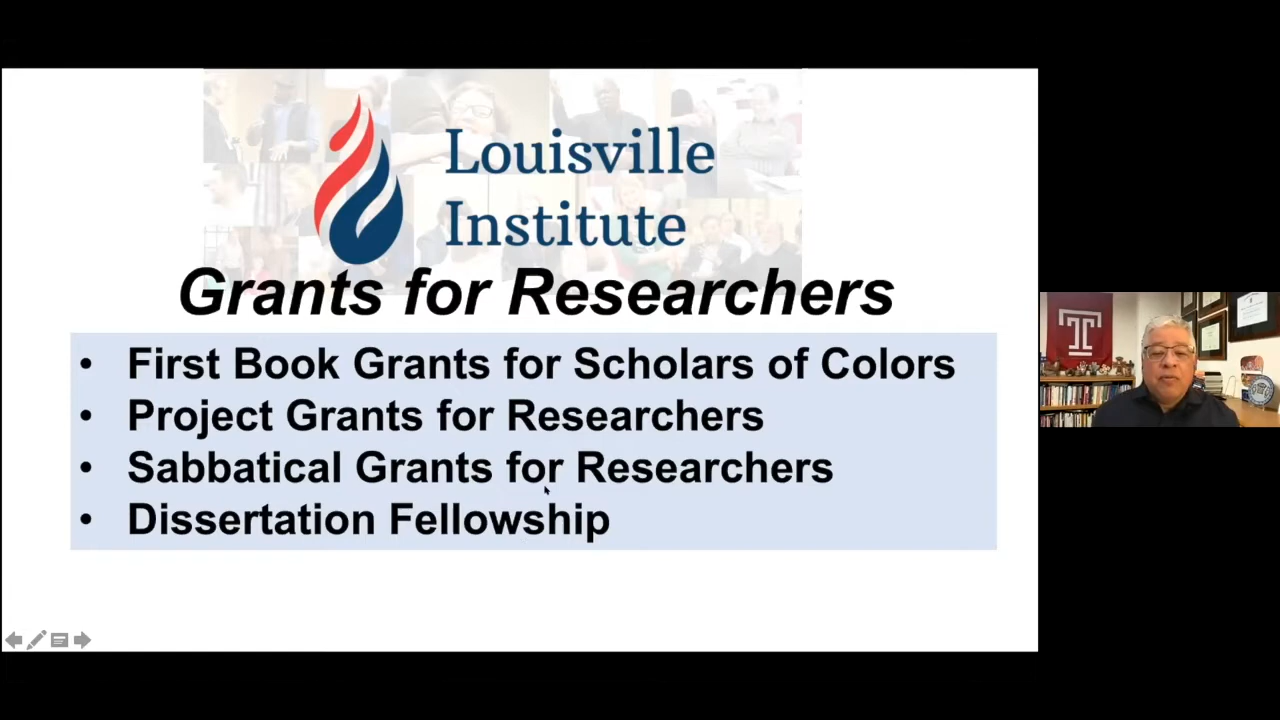 Louisville
Institute
Grants for Researchers
• First Book Grants for Scholars of Colors
• Project Grants for Researchers
• Sabbatical Grants for Researchers
• Dissertation Fellowship